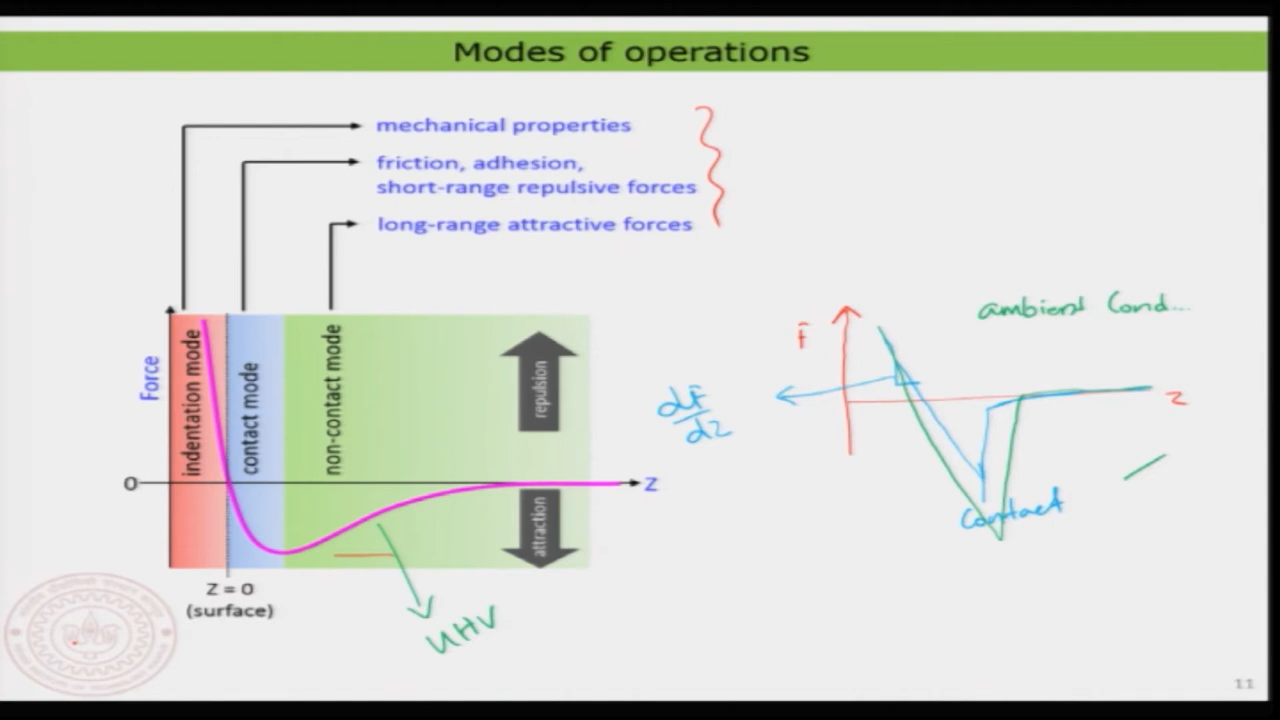 Modes of operations
mechanical properties
friction, adhesion,
short-range repulsive forces
long-range attractive forces
Force
indentation mode
contact mode
non-contact mode
repulsion
attraction
0
Z
Z = 0
(surface)
UHV
ambient Cond...
F
Z
dF
dz
Contact
11